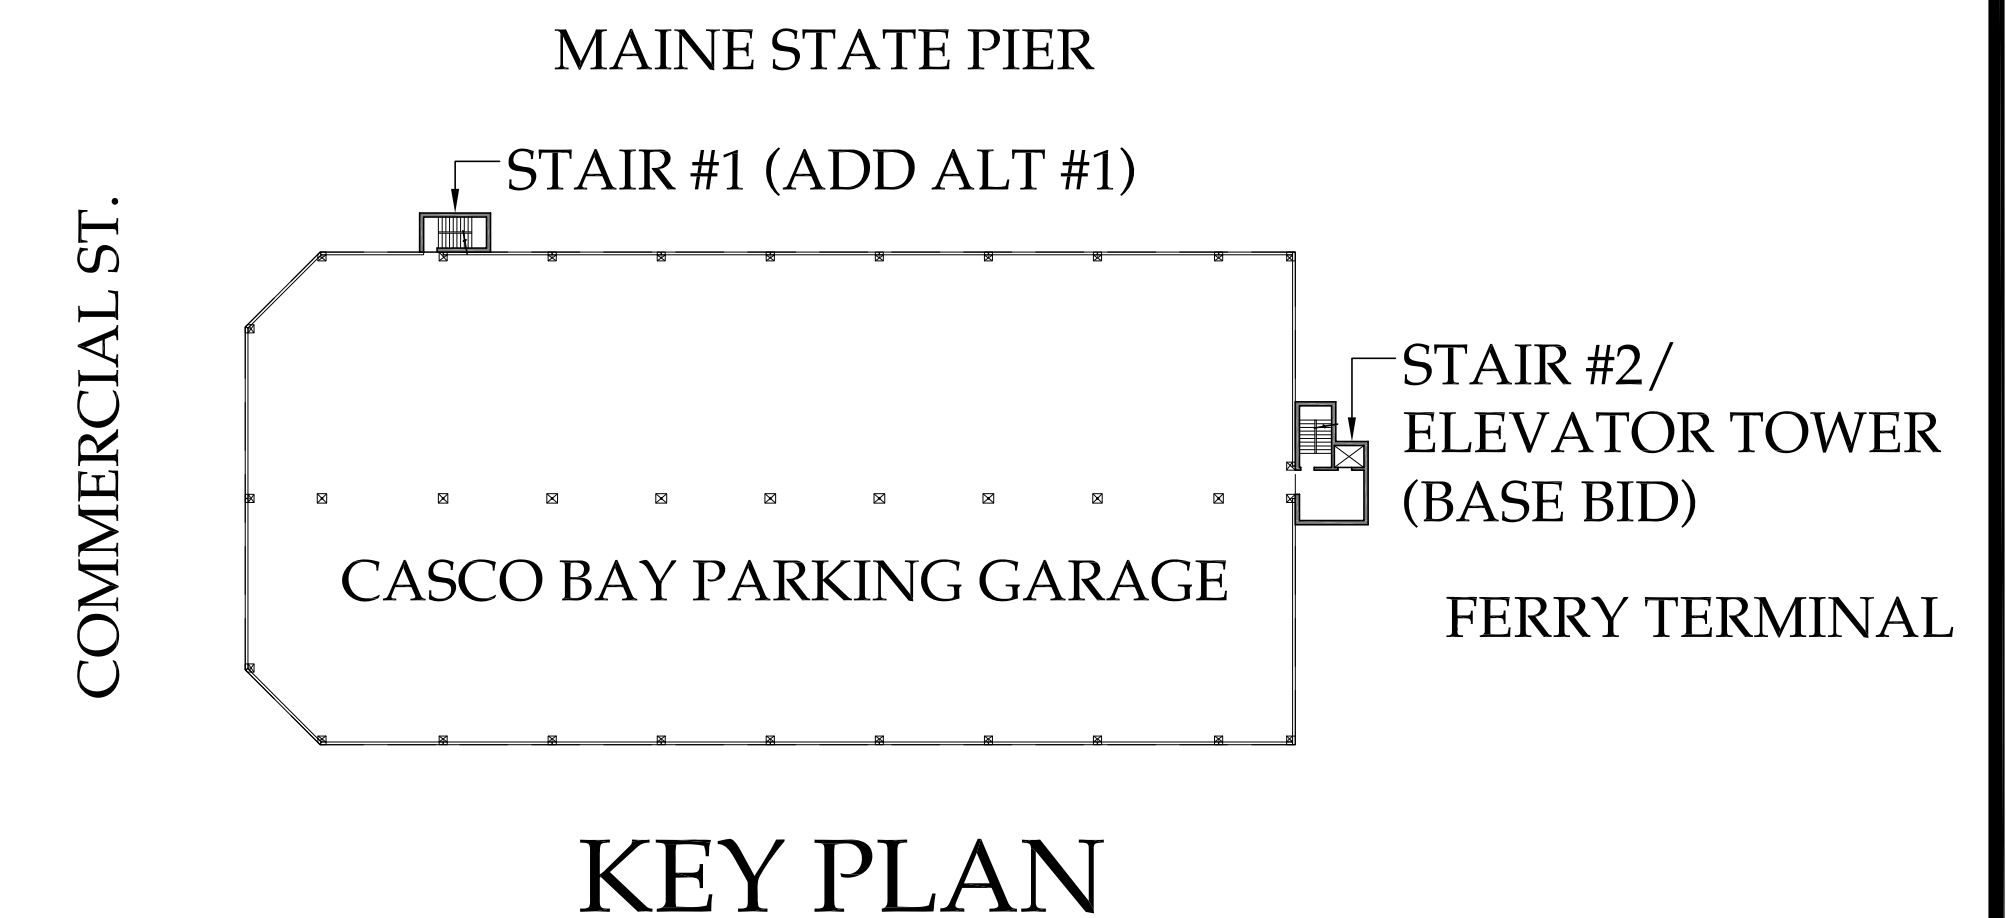 MAINE STATE PIER
STAIR #1 (ADD ALT #1)
COMMERCIAL ST.
STAIR #2/
ELEVATOR TOWER
(BASE BID)
CASCO BAY PARKING GARAGE
FERRY TERMINAL
KEY PLAN